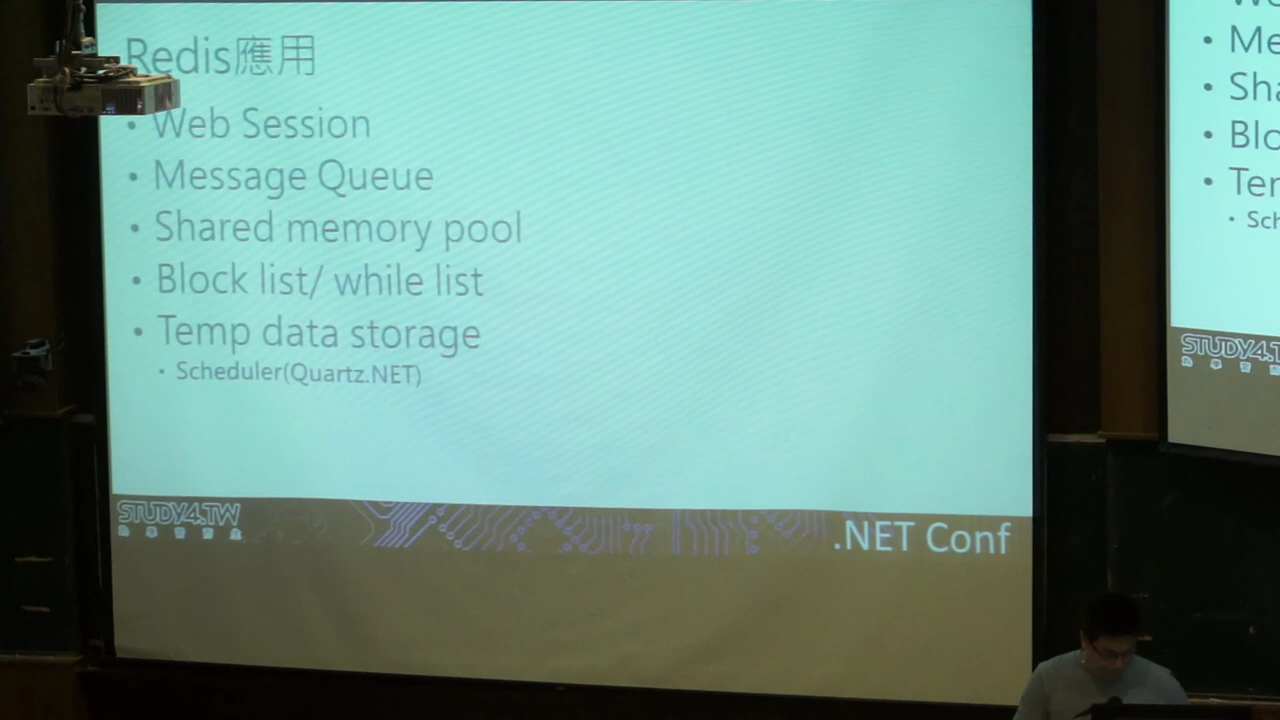 Redis應用
• Web Session
• Message Queue
• Shared memory pool
• Block list/ while list
• Temp data storage
• Scheduler(Quartz.NET)
STUDY4.TW
.NET Conf
• Me
• Sha
• Blo
• Ter
• Sch
STUDY4.T